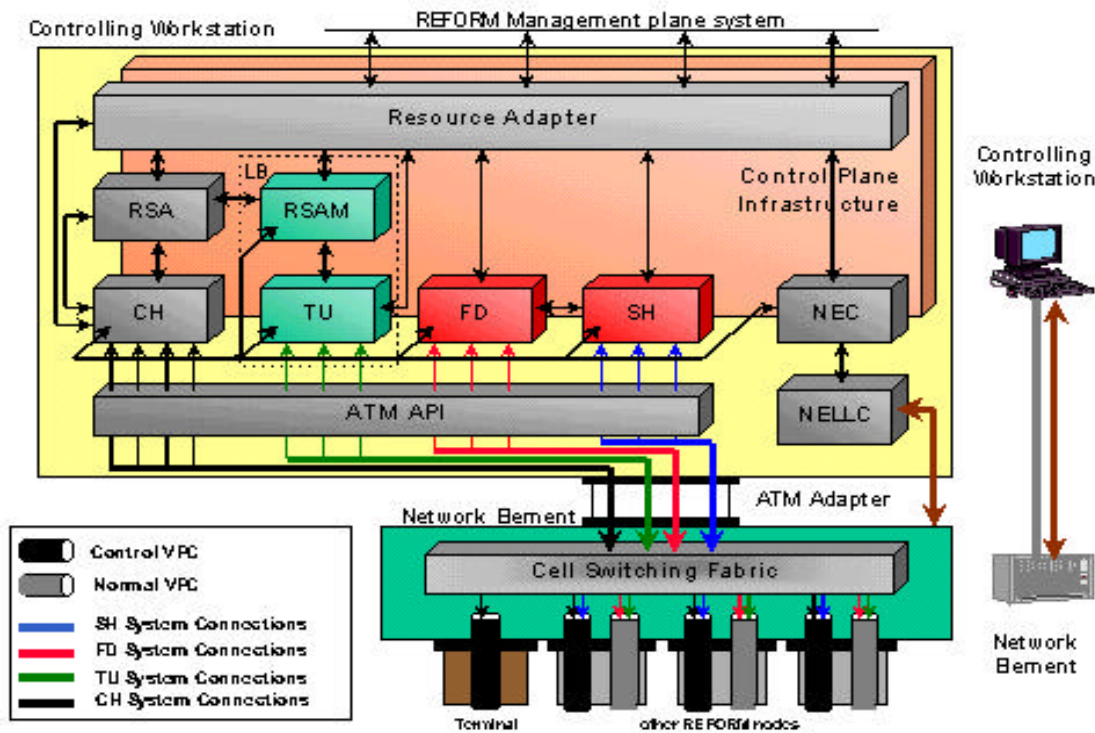 REFORM Management plane system
Controlling Workstation
Resource Adapter
LB
RSA
RSAM
Control Plane
Infrastructure
CH
TU
FD
SH
NEC
ATM API
NELLC
ATM Adapter
Network Bement
Cell Switching Fabric
Control VPC
Normal VPC
SH System Connections
FD System Connections
TU System Connections
CH System Connections
Terminal
other REFORM nodes
Controlling
Workstation
Network
Bement